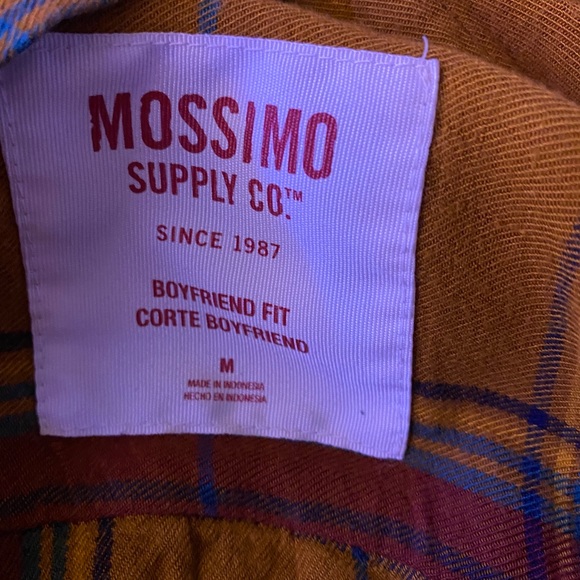 MOSSIMO
SUPPLY CO.™
SINCE 1987
BOYFRIEND FIT
CORTE BOYFRIEND
M
MADE IN INDONESIA
HECHO EN INDONESIA